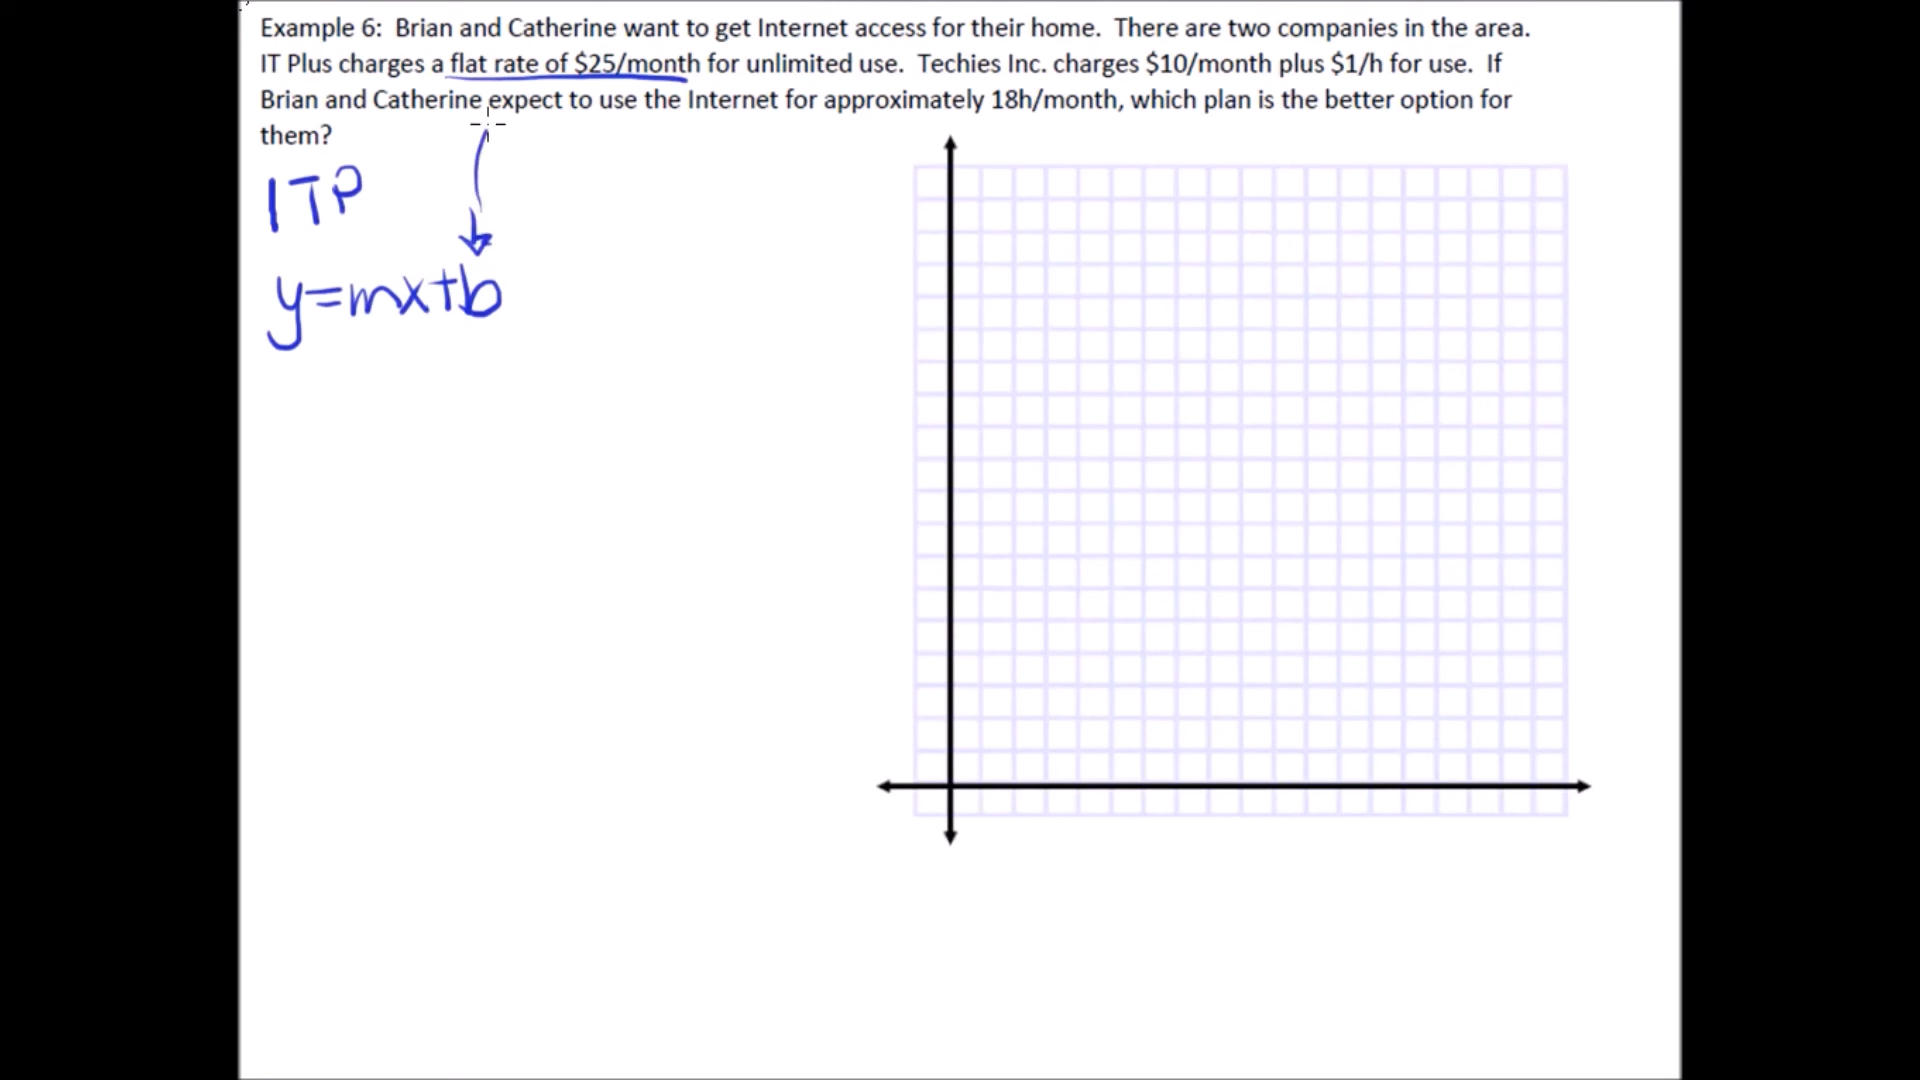 Example 6: Brian and Catherine want to get Internet access for their home. There are two companies in the area.
IT Plus charges a flat rate of $25/month for unlimited use. Techies Inc. charges $10/month plus $1/h for use. If
Brian and Catherine expect to use the Internet for approximately 18h/month, which plan is the better option for
them?
ITP
y=mx+b